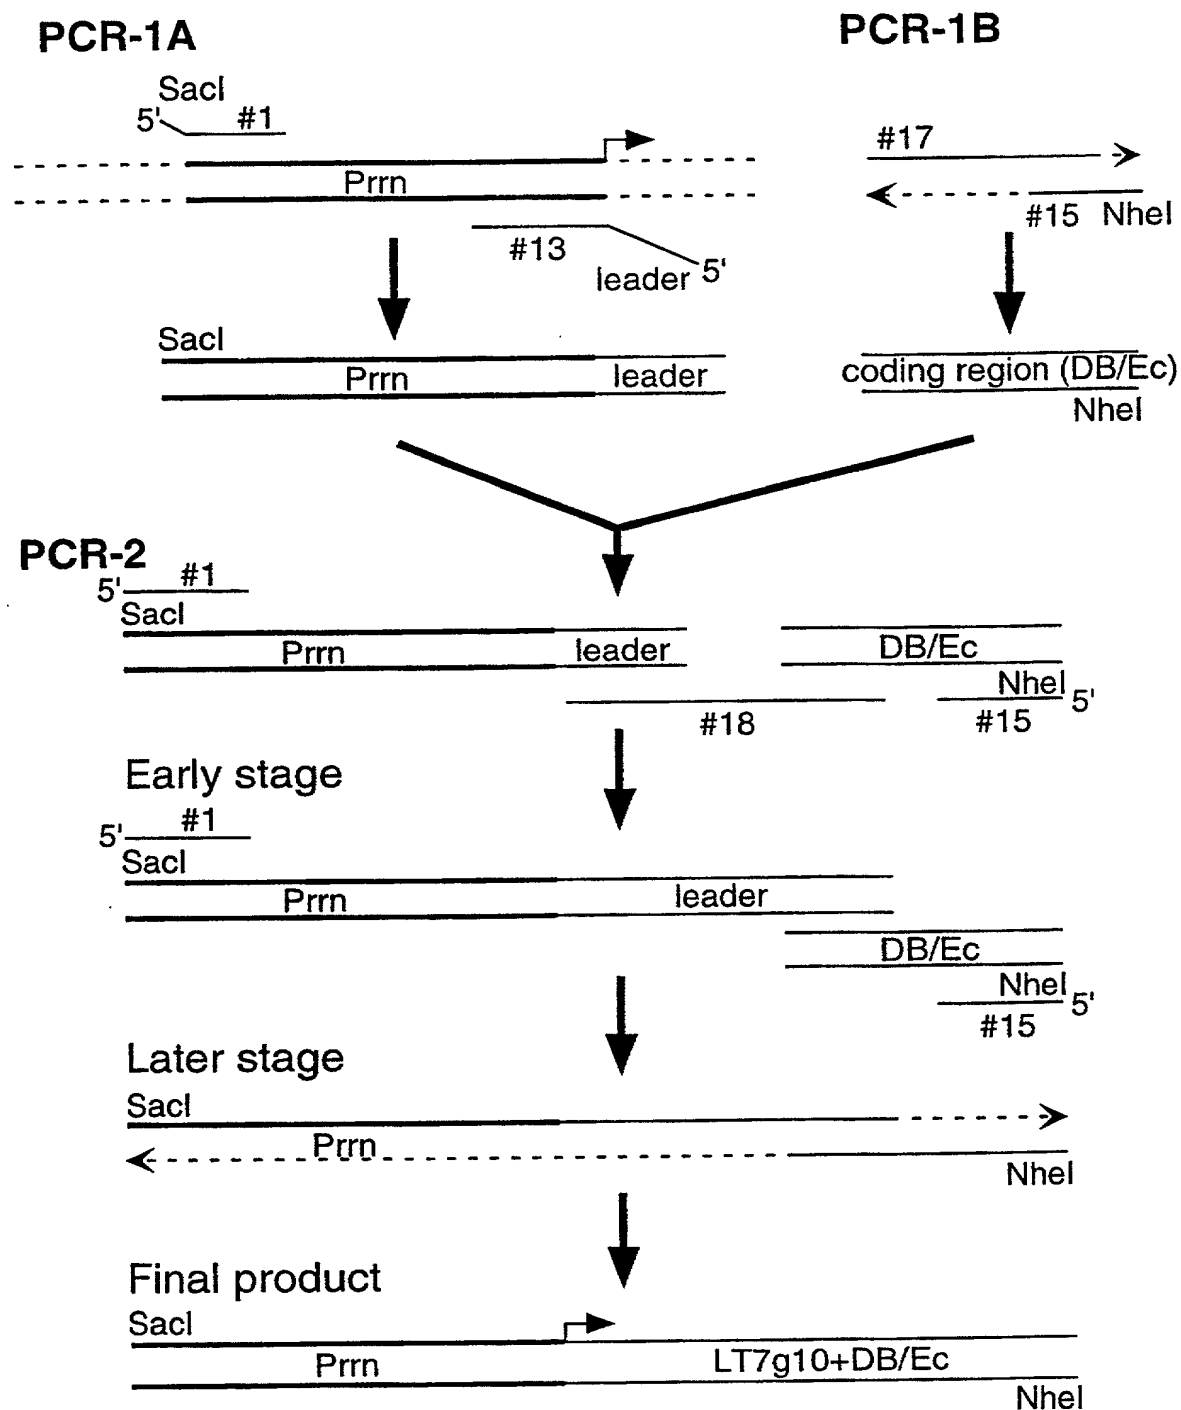 PCR-1A
PCR-1B
SacI
5' #1
#17
Prrn
#15 NheI
#13
leader 5'
SacI
Prrn leader
coding region (DB/Ec)
NheI
PCR-2
5' #1
SacI
Prrn leader DB/Ec
NheI 5'
#18 #15
Early stage
5' #1
SacI
Prrn leader
DB/Ec
NheI 5'
#15
Later stage
SacI
Prrn
NheI
Final product
SacI
Prrn LT7g10+DB/Ec
NheI